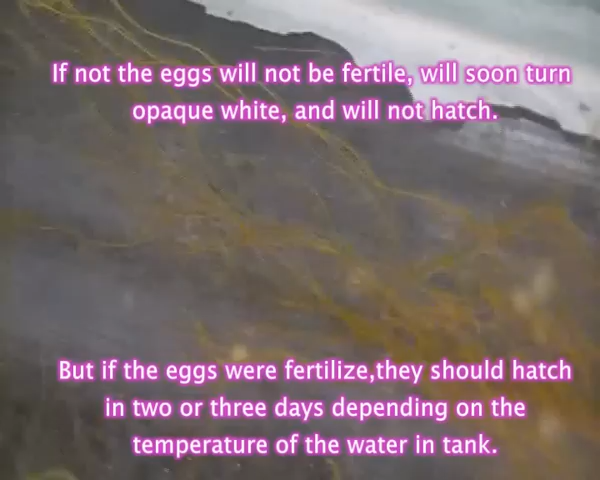 If not the eggs will not be fertile, will soon turn
opaque white, and will not hatch.
But if the eggs were fertilize,they should hatch
in two or three days depending on the
temperature of the water in tank.